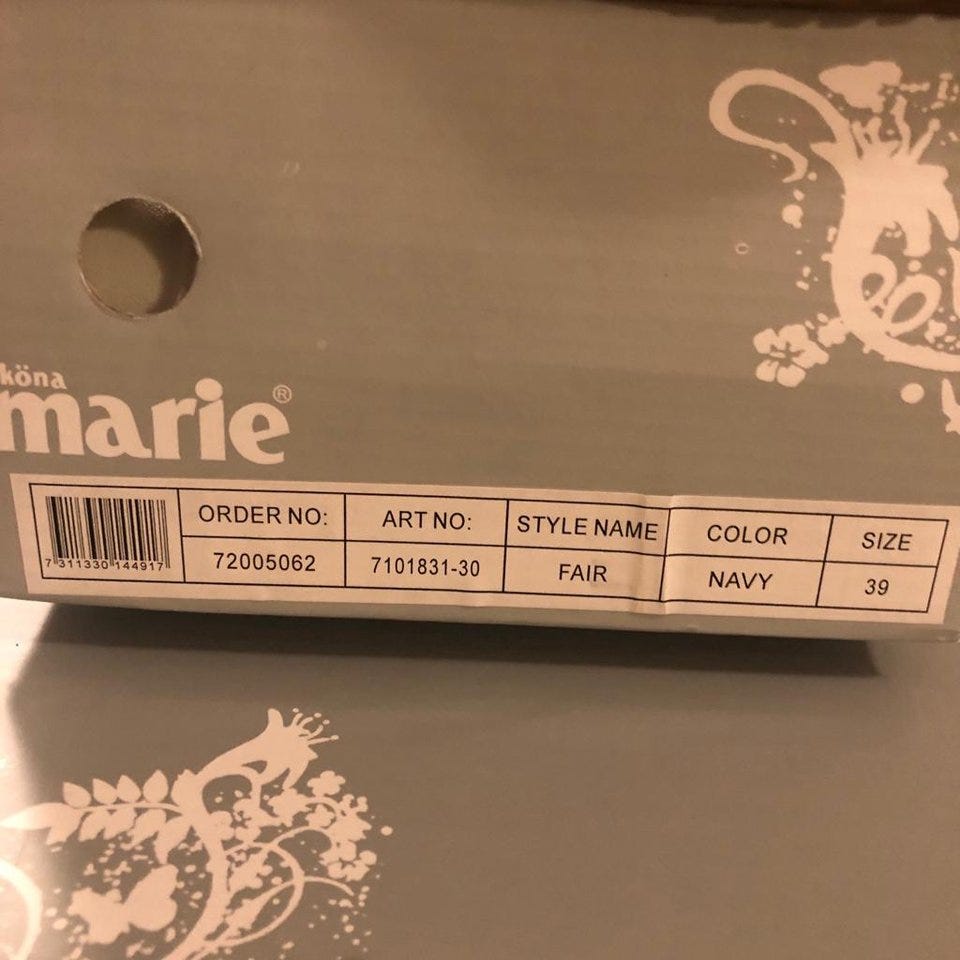 köna
marie®
ORDER NO: ART NO: STYLE NAME COLOR SIZE
72005062 7101831-30 FAIR NAVY 39
7 311330 144917